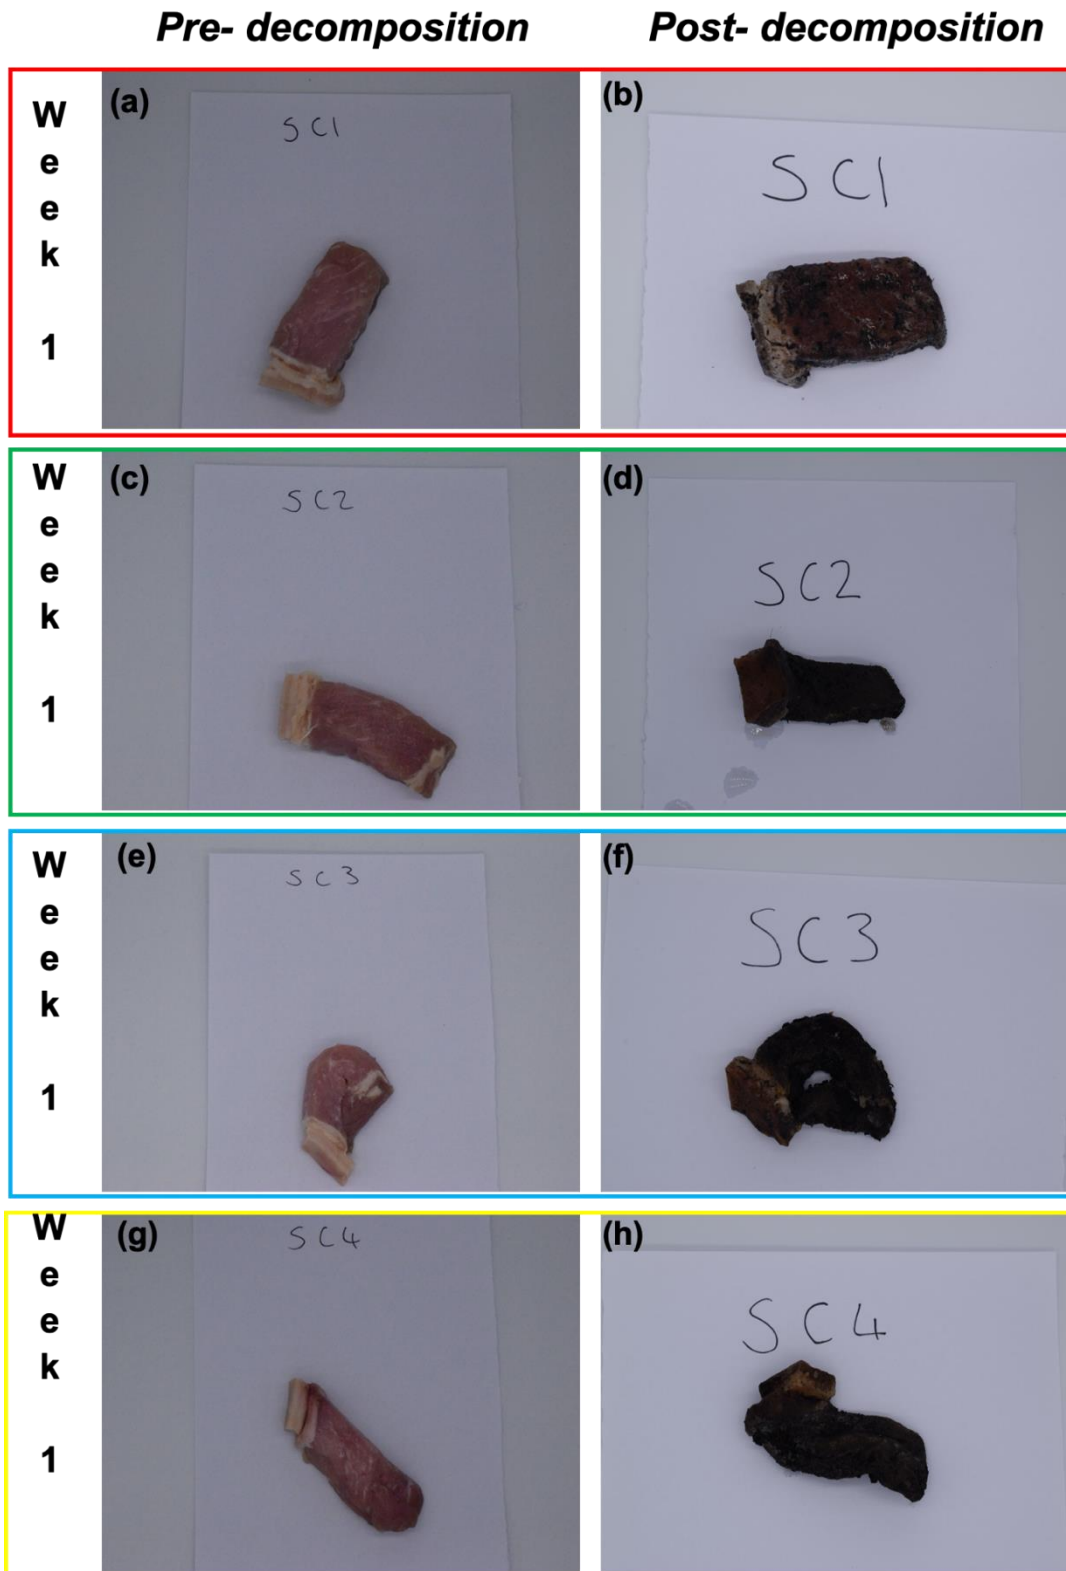 Pre- decomposition
Post- decomposition
Week 1
(a)
SC1
(b)
SC1
Week 1
(c)
SC2
(d)
SC2
Week 1
(e)
SC3
(f)
SC3
Week 1
(g)
SC4
(h)
SC4